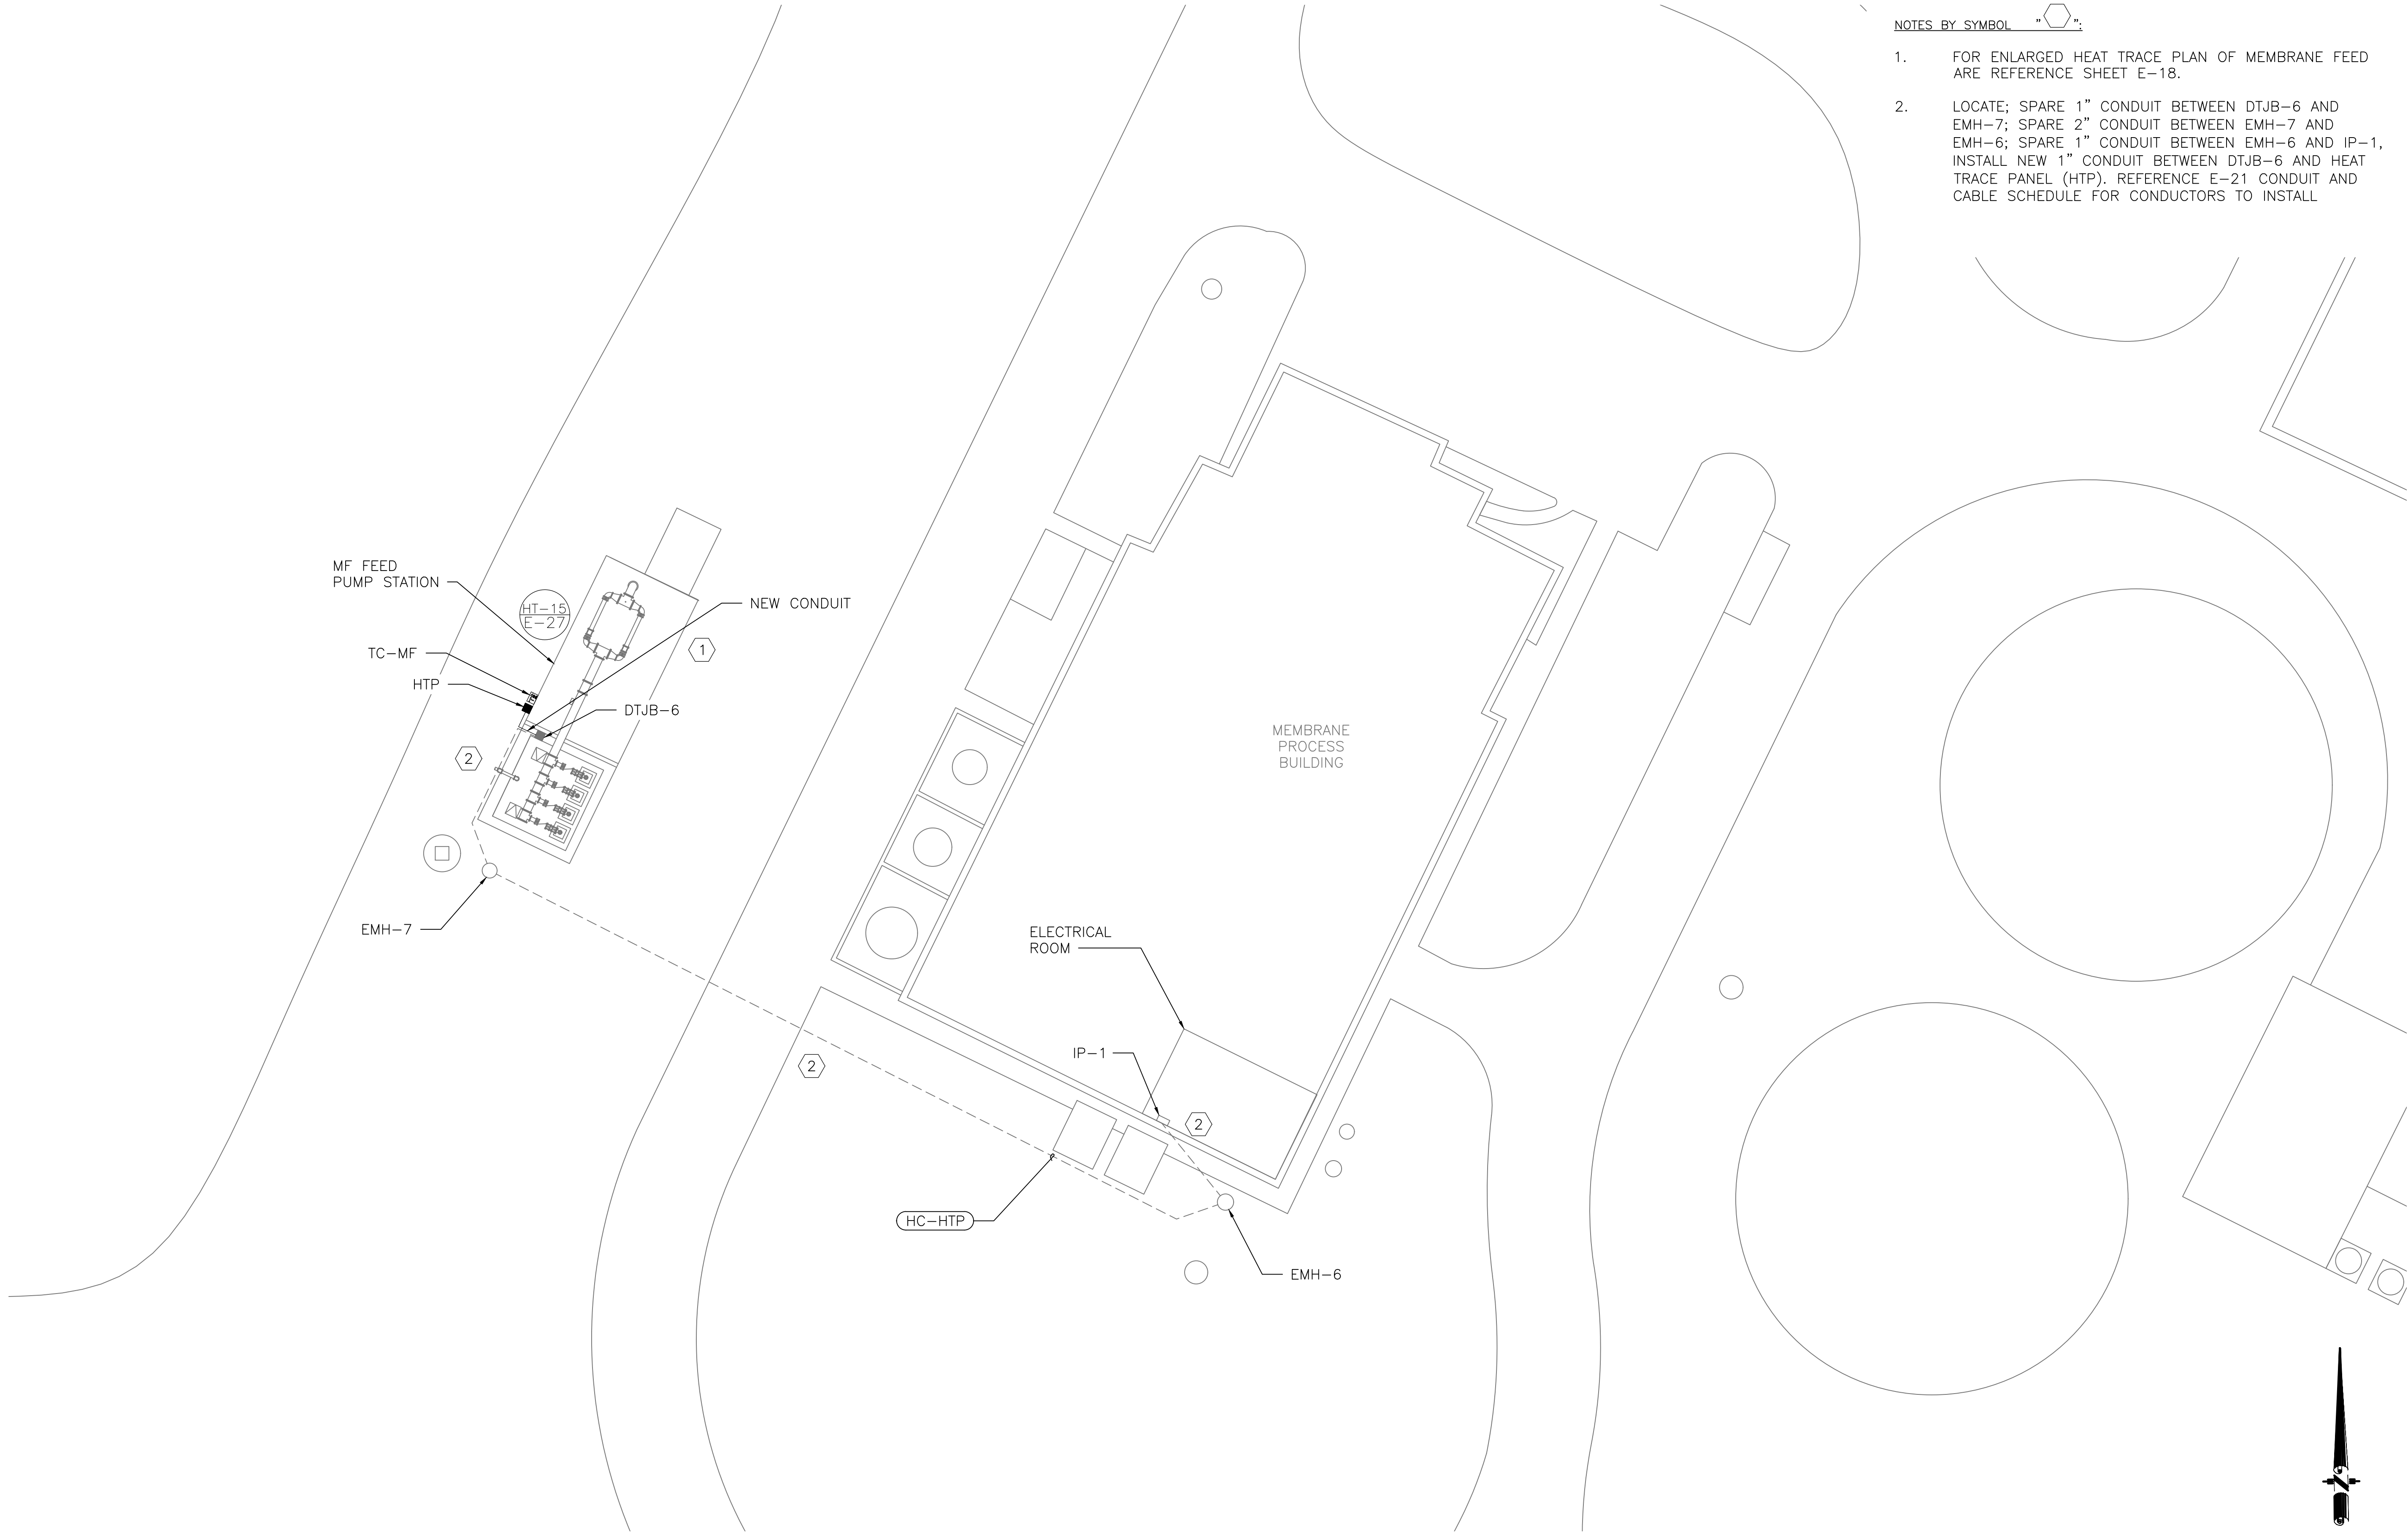 NOTES BY SYMBOL " ":
1. FOR ENLARGED HEAT TRACE PLAN OF MEMBRANE FEED
ARE REFERENCE SHEET E-18.
2. LOCATE; SPARE 1" CONDUIT BETWEEN DTJB-6 AND
EMH-7; SPARE 2" CONDUIT BETWEEN EMH-7 AND
EMH-6; SPARE 1" CONDUIT BETWEEN EMH-6 AND IP-1,
INSTALL NEW 1" CONDUIT BETWEEN DTJB-6 AND HEAT
TRACE PANEL (HTP). REFERENCE E-21 CONDUIT AND
CABLE SCHEDULE FOR CONDUCTORS TO INSTALL
MF FEED
PUMP STATION
HT-15
E-27
NEW CONDUIT
1
TC-MF
HTP
DTJB-6
2
MEMBRANE
PROCESS
BUILDING
EMH-7
ELECTRICAL
ROOM
IP-1
2
2
HC-HTP
EMH-6
N